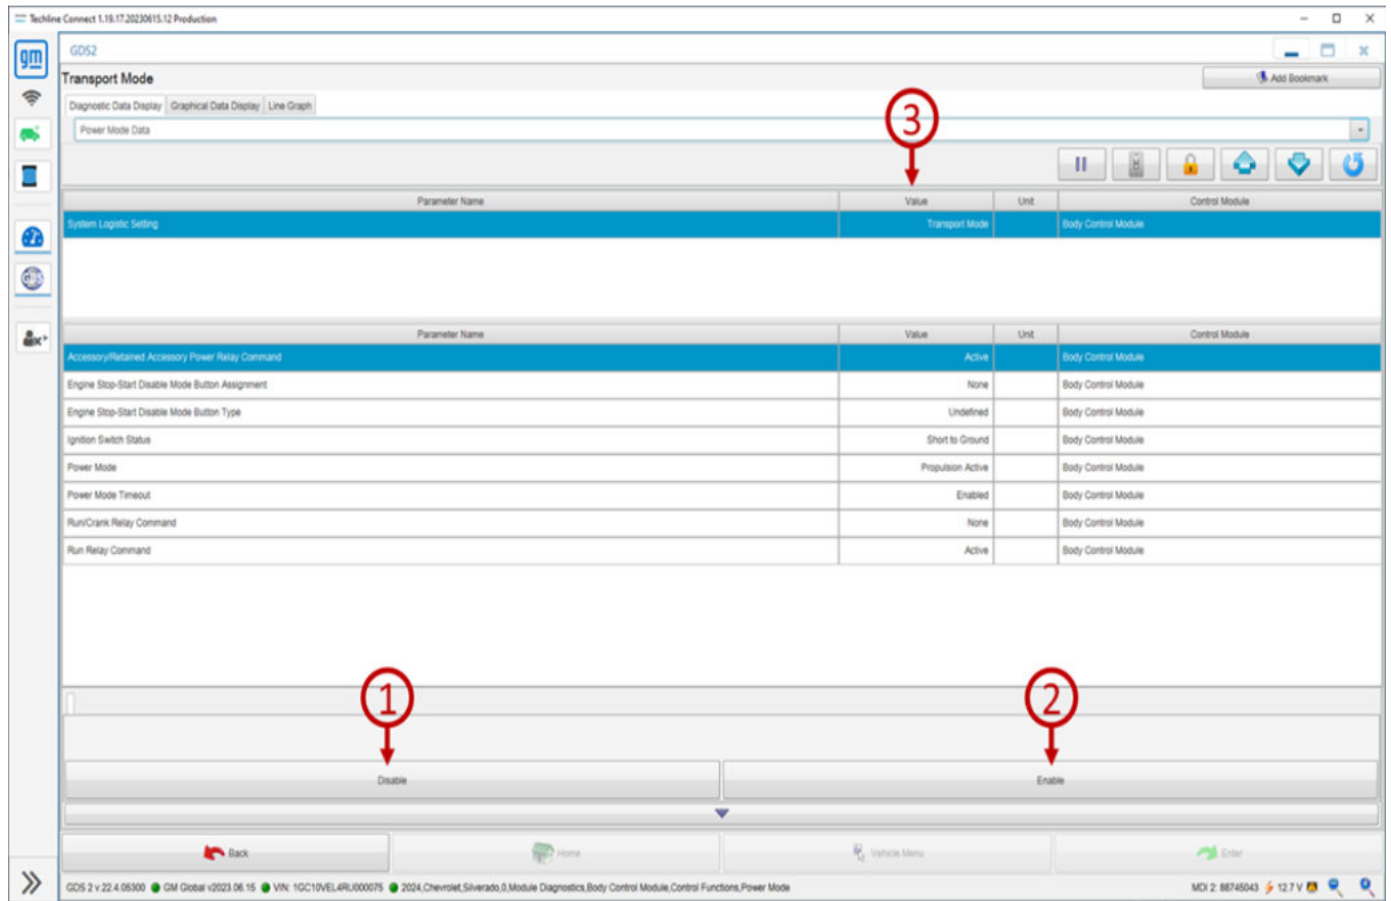 Techline Connect 1.19.17.20230615.12 Production
gm
GDS2
Transport Mode
Add Bookmark
Diagnostic Data Display Graphical Data Display Line Graph
Power Mode Data
3
Parameter Name Value Unit Control Module
System Logistic Setting Transport Mode Body Control Module
Parameter Name Value Unit Control Module
Accessory/Retained Accessory Power Relay Command Active Body Control Module
Engine Stop-Start Disable Mode Button Assignment None Body Control Module
Engine Stop-Start Disable Mode Button Type Undefined Body Control Module
Ignition Switch Status Short to Ground Body Control Module
Power Mode Propulsion Active Body Control Module
Power Mode Timeout Enabled Body Control Module
Run/Crank Relay Command None Body Control Module
Run Relay Command Active Body Control Module
1 2
Disable Enable
Back Home Vehicle Menu Enter
GDS 2 v 22.4.05300 GM Global v2023.06.15 VIN: 1GC10VEL4RU000075 2024,Chevrolet,Silverado,0,Module Diagnostics,Body Control Module,Control Functions,Power Mode MDI 2: 88745043 12.7 V